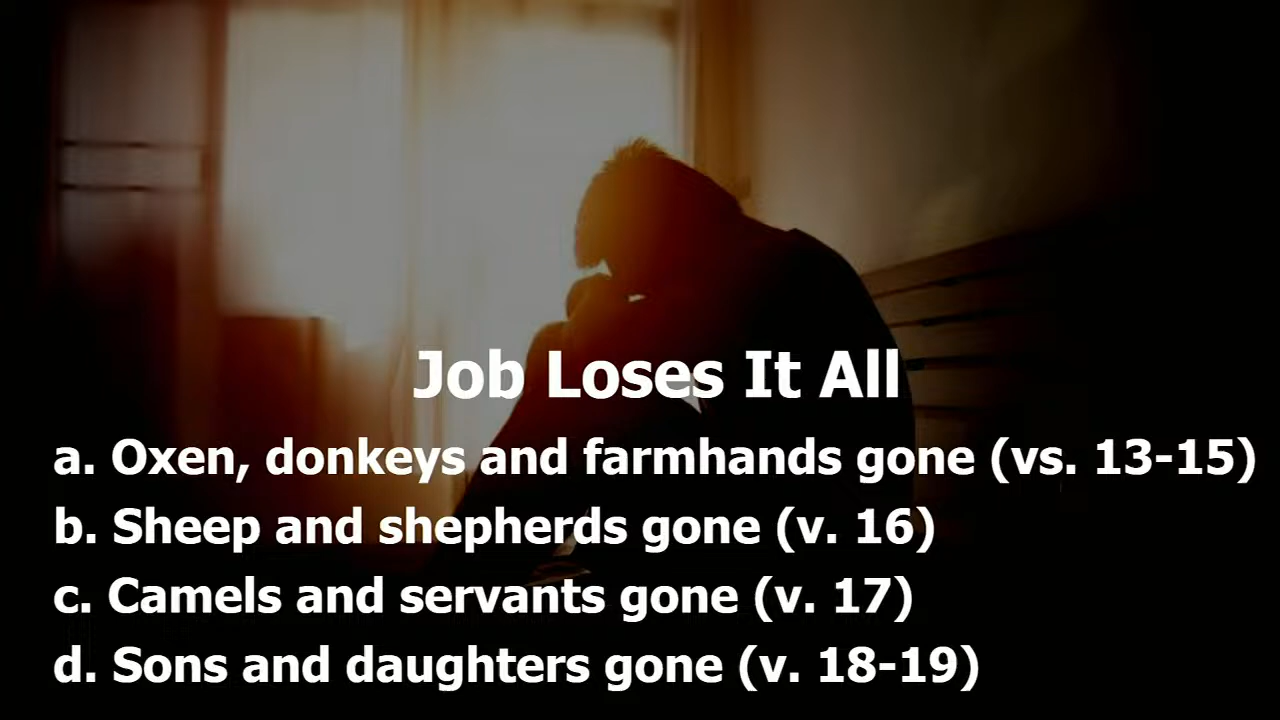 Job Loses It All
a. Oxen, donkeys and farmhands gone (vs. 13-15)
b. Sheep and shepherds gone (v. 16)
c. Camels and servants gone (v. 17)
d. Sons and daughters gone (v. 18-19)